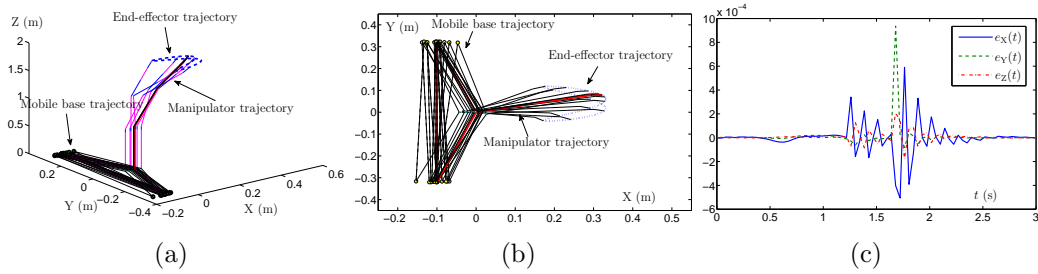 Z (m)
End-effector trajectory
2
1.5
1
Mobile base trajectory
Manipulator trajectory
0.5
0
0.2
0
−0.2
−0.4
Y (m)
−0.2
0
0.2
0.4
0.6
X (m)
(a)
Y (m)
Mobile base trajectory
End-effector trajectory
Manipulator trajectory
0.4
0.3
0.2
0.1
0
0.1
0.2
0.3
0.4
X (m)
−0.2
−0.1
0
0.1
0.2
0.3
0.4
0.5
(b)
x 10⁻⁴
10
8
6
4
2
0
−2
−4
−6
eX(t)
eY(t)
eZ(t)
t (s)
0
0.5
1
1.5
2
2.5
3
(c)